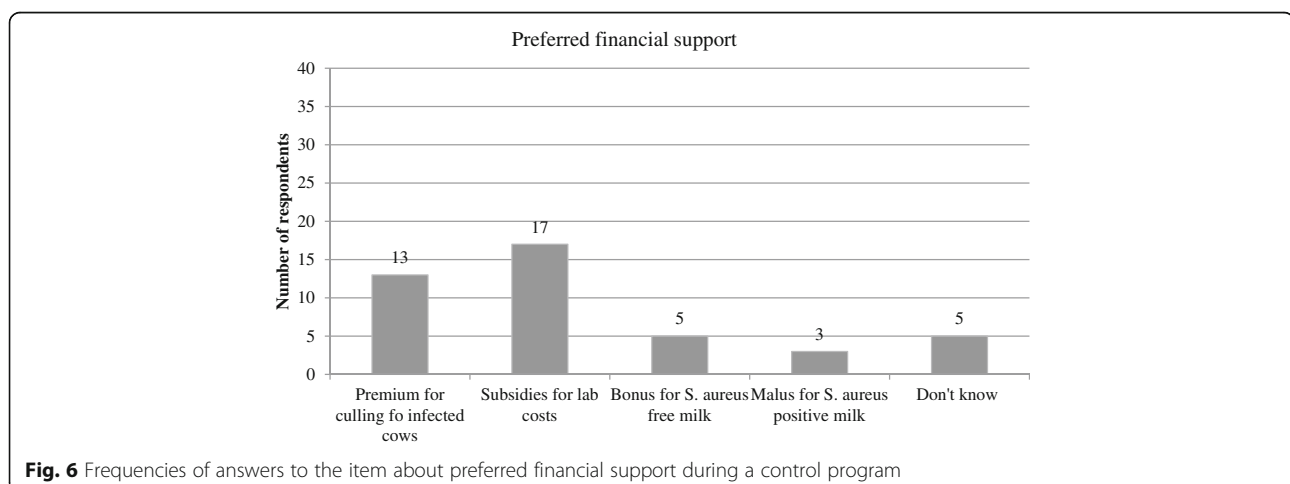 Preferred financial support
Number of respondents
40
35
30
25
20
15
10
5
0
13
17
5
3
5
Premium for
culling fo infected
cows
Subsidies for lab
costs
Bonus for S. aureus
free milk
Malus for S. aureus
positive milk
Don't know
Fig. 6 Frequencies of answers to the item about preferred financial support during a control program